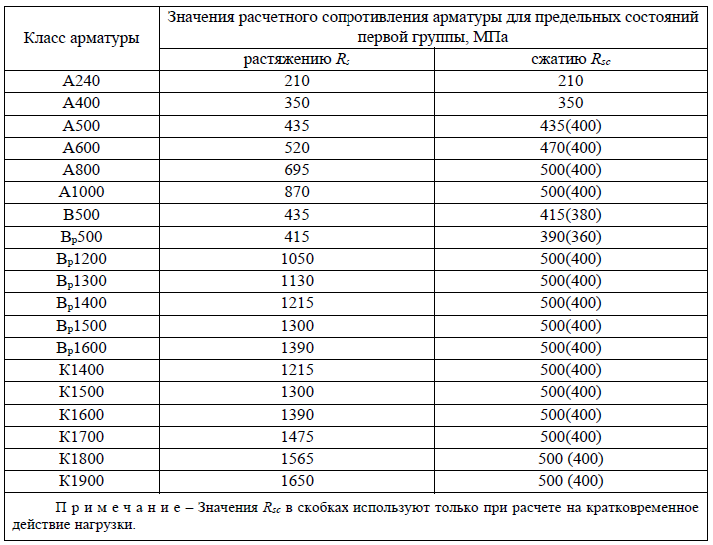 Класс арматуры
Значения расчетного сопротивления арматуры для предельных состояний
первой группы, МПа
растяжению Rs
сжатию Rsc
А240 210 210
А400 350 350
А500 435 435(400)
А600 520 470(400)
А800 695 500(400)
А1000 870 500(400)
В500 435 415(380)
Вр500 415 390(360)
Вр1200 1050 500(400)
Вр1300 1130 500(400)
Вр1400 1215 500(400)
Вр1500 1300 500(400)
Вр1600 1390 500(400)
К1400 1215 500(400)
К1500 1300 500(400)
К1600 1390 500(400)
К1700 1475 500(400)
К1800 1565 500 (400)
К1900 1650 500 (400)
П р и м е ч а н и е – Значения Rsc в скобках используют только при расчете на кратковременное
действие нагрузки.